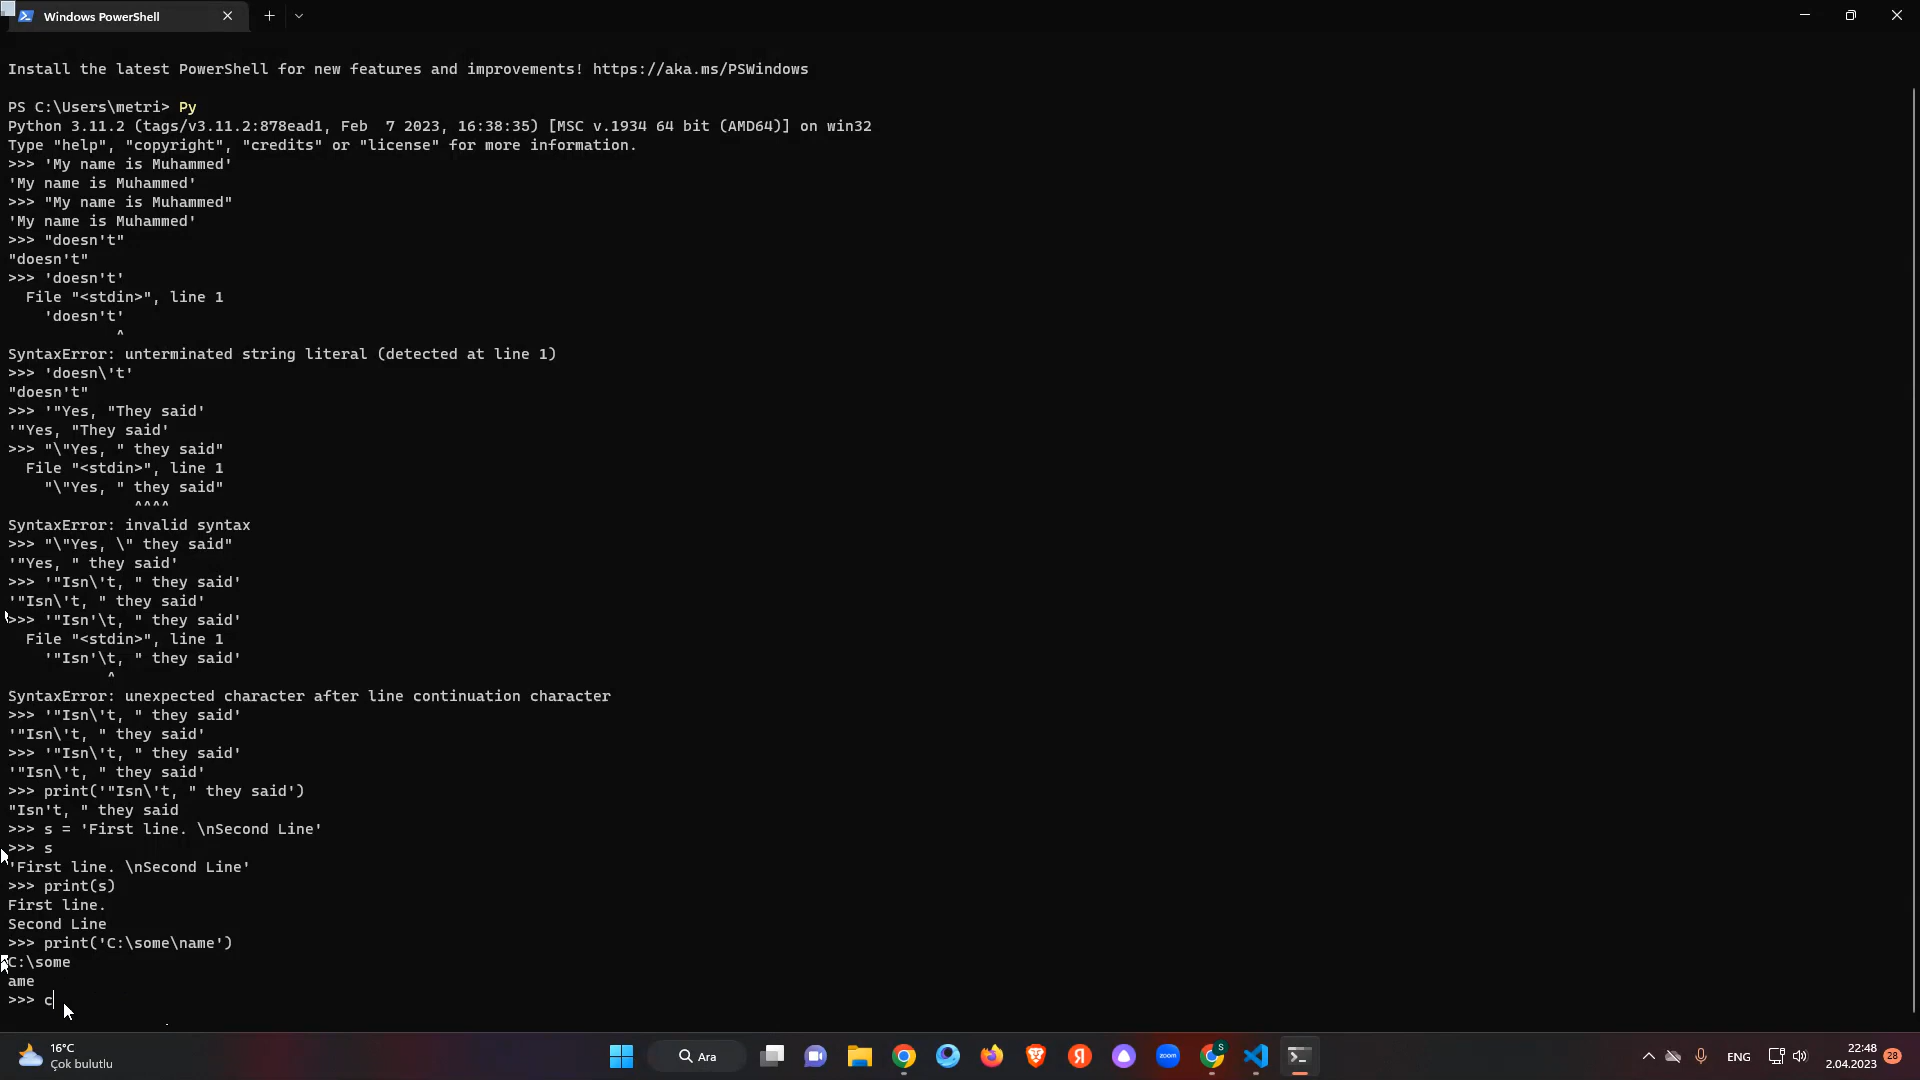 Windows PowerShell
Install the latest PowerShell for new features and improvements! https://aka.ms/PSWindows
PS C:\Users\metri> Py
Python 3.11.2 (tags/v3.11.2:878ead1, Feb  7 2023, 16:38:35) [MSC v.1934 64 bit (AMD64)] on win32
Type "help", "copyright", "credits" or "license" for more information.
>>> 'My name is Muhammed'
'My name is Muhammed'
>>> "My name is Muhammed"
'My name is Muhammed'
>>> "doesn't"
"doesn't"
>>> 'doesn't'
  File "<stdin>", line 1
    'doesn't'
            ^
SyntaxError: unterminated string literal (detected at line 1)
>>> 'doesn\'t'
"doesn't"
>>> '"Yes, "They said'
'"Yes, "They said'
>>> "\"Yes, " they said"
  File "<stdin>", line 1
    "\"Yes, " they said"
              ^^^^
SyntaxError: invalid syntax
>>> "\"Yes, \" they said"
'"Yes, " they said'
>>> '"Isn\'t, " they said'
'"Isn\'t, " they said'
>>> '"Isn'\t, " they said'
  File "<stdin>", line 1
    '"Isn'\t, " they said'
           ^
SyntaxError: unexpected character after line continuation character
>>> '"Isn\'t, " they said'
'"Isn\'t, " they said'
>>> '"Isn\'t, " they said'
'"Isn\'t, " they said'
>>> print('"Isn\'t, " they said')
"Isn't, " they said
>>> s = 'First line. \nSecond Line'
>>> s
'First line. \nSecond Line'
>>> print(s)
First line.
Second Line
>>> print('C:\some\name')
C:\some
ame
>>> c
16°C
Çok bulutlu
Ara
zoom
S
ENG
22:48
2.04.2023
28